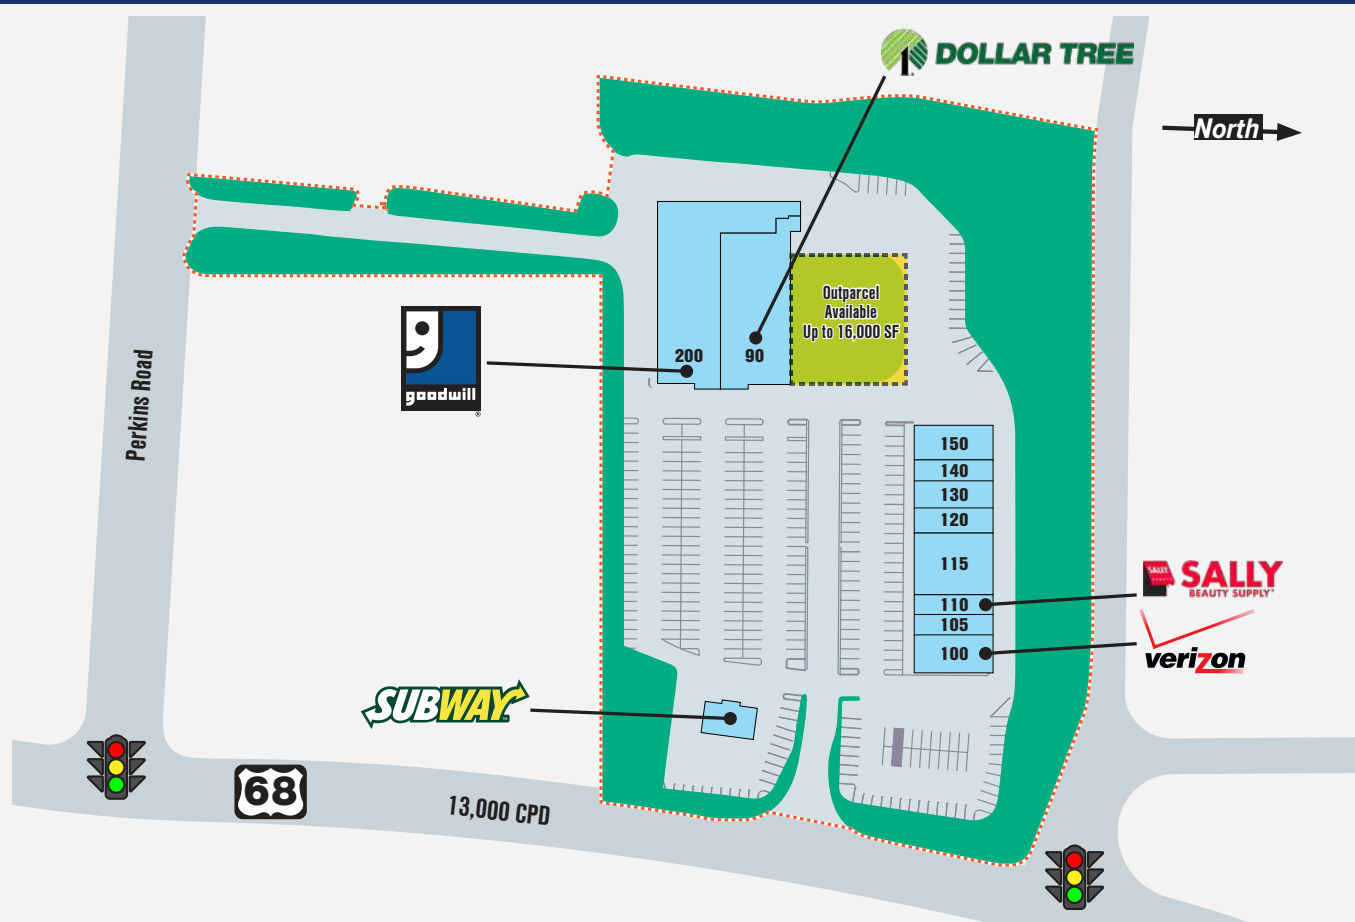 DOLLAR TREE
North
Outparcel
Available
Up to 16,000 SF
200
90
goodwill
®
Perkins Road
150
140
130
120
115
110
105
100
SALLY
SALLY
BEAUTY SUPPLY
verizon
SUBWAY
68
13,000 CPD